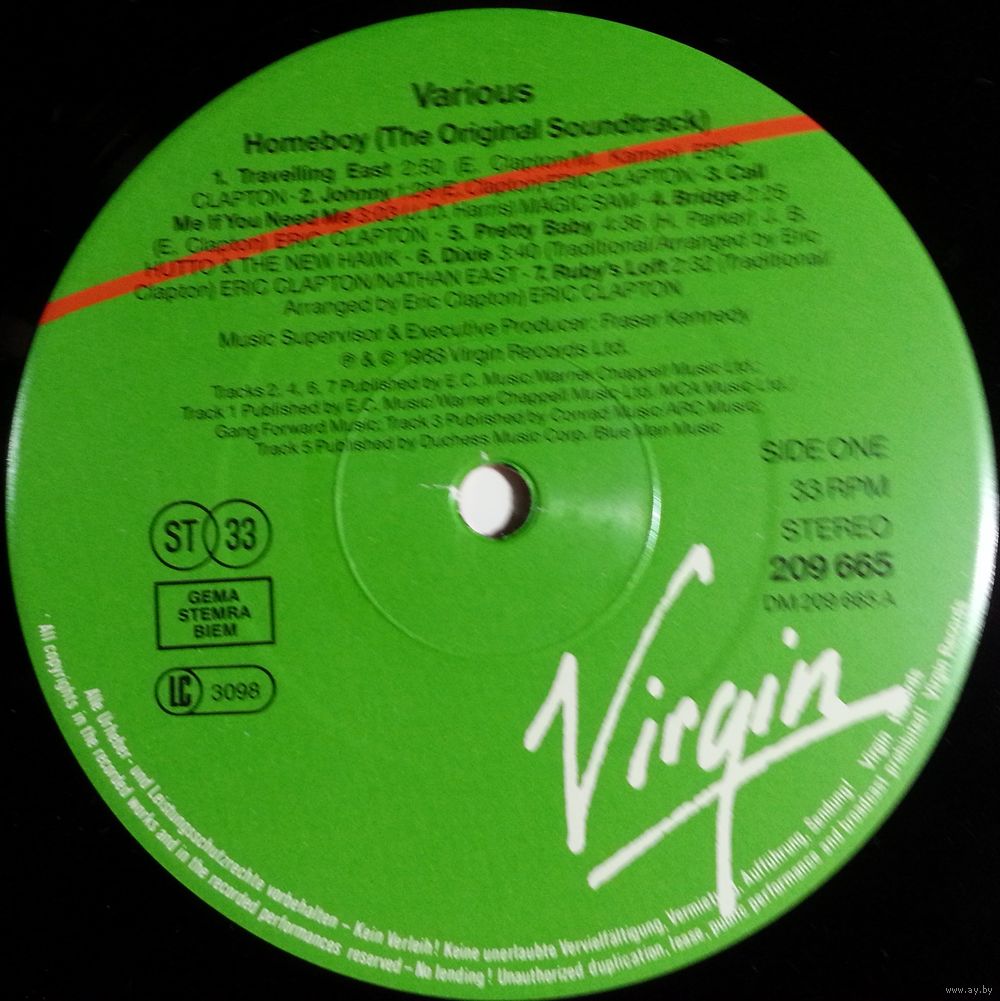 Various
Homeboy (The Original Soundtrack)
1. Travelling East 2:50 (E. Clapton/M. Kamen) ERIC
CLAPTON · 2. Johnny (E. Clapton) ERIC CLAPTON · 3. Call
Me If You Need Me 3:03 D. Harris) MAGIC SAM · 4. Bridge 2:26
(E. Clapton) ERIC CLAPTON · 5. Pretty Baby 4:36 (H. Parker) J. B.
HUTTO & THE NEW HAWK · 6. Dixie 3:40 (Traditional/Arranged by Eric
Clapton) ERIC CLAPTON/NATHAN EAST · 7. Ruby's Loft 2:32 (Traditional/
Arranged by Eric Clapton) ERIC CLAPTON
Music Supervisor & Executive Producer: Fraser Kennedy
℗ & © 1988 Virgin Records Ltd.
Tracks 2, 4, 6, 7 Published by E.C. Music/Warner Chappell Music Ltd.
Track 1 Published by E.C. Music/Warner Chappell Music Ltd. MCA Music Ltd./
Gang Forward Music; Track 3 Published by Conrad Music/ARC Music;
Track 5 Published by Duchess Music Corp./Blue Man Music
SIDE ONE
33 RPM
STEREO
209 665
DM 209 665 A
ST 33
GEMA
STEMRA
BIEM
LC 3098
Virgin
Alle Urheber- und Leistungsschutzrechte vorbehalten – Kein Verleih! Keine unerlaubte Vervielfältigung, Vermietung, Aufführung, Sendung! Virgin Records
All copyrights in the recorded works and in the recorded performances reserved – No lending! Unauthorized duplication, lease, public performance and broadcast prohibited! Virgin Records
www.ay.by